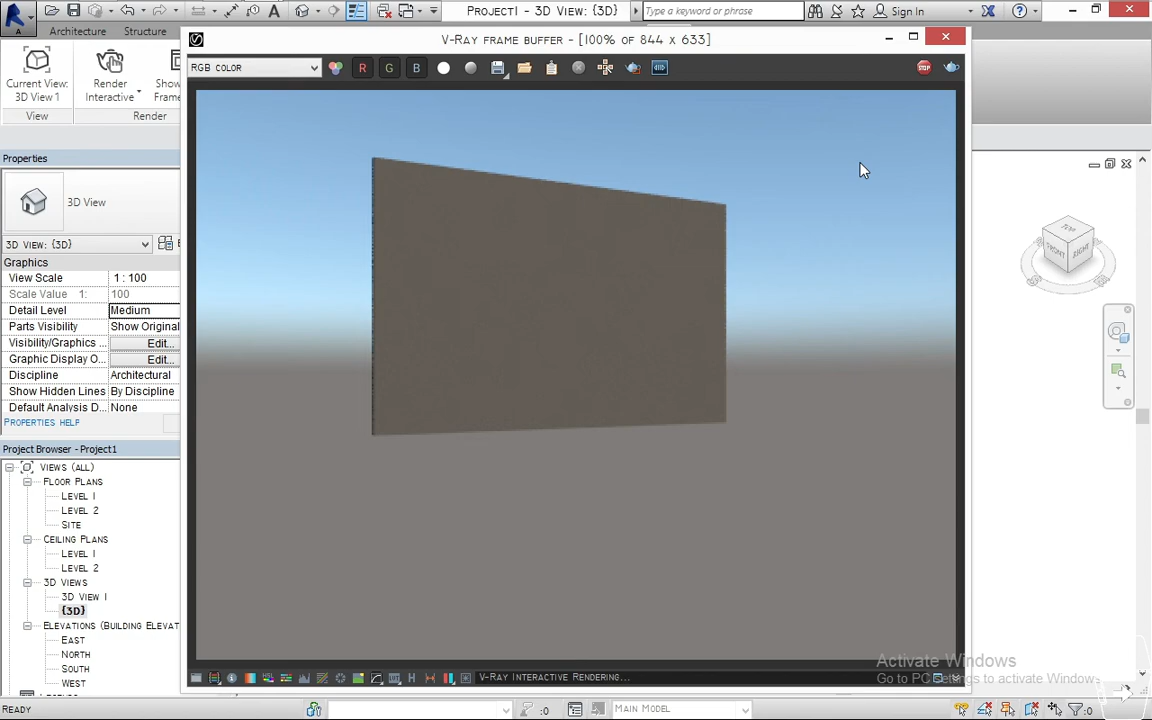 PROJECT1 - 3D VIEW: {3D}
Type a keyword or phrase
Sign In
Architecture
Structure
V-RAY FRAME BUFFER - [100% OF 844 X 633]
RGB COLOR
R
G
B
STOP
Current View:
3D View 1
Render
Interactive
View
Render
Properties
3D View
3D VIEW: {3D}
Graphics
View Scale
1 : 100
Scale Value 1:
100
Detail Level
Medium
Parts Visibility
Show Original
Visibility/Graphics ...
Edit...
Graphic Display O...
Edit...
Discipline
Architectural
Show Hidden Lines
By Discipline
Default Analysis D...
None
PROPERTIES HELP
Project Browser - Project1
VIEWS (ALL)
FLOOR PLANS
LEVEL 1
LEVEL 2
SITE
CEILING PLANS
LEVEL 1
LEVEL 2
3D VIEWS
3D VIEW 1
{3D}
ELEVATIONS (BUILDING ELEVAT
EAST
NORTH
SOUTH
WEST
TOP
FRONT
RIGHT
H
V-RAY INTERACTIVE RENDERING...
Activate Windows
Go to PC settings to activate Windows.
READY
:0
MAIN MODEL
:0